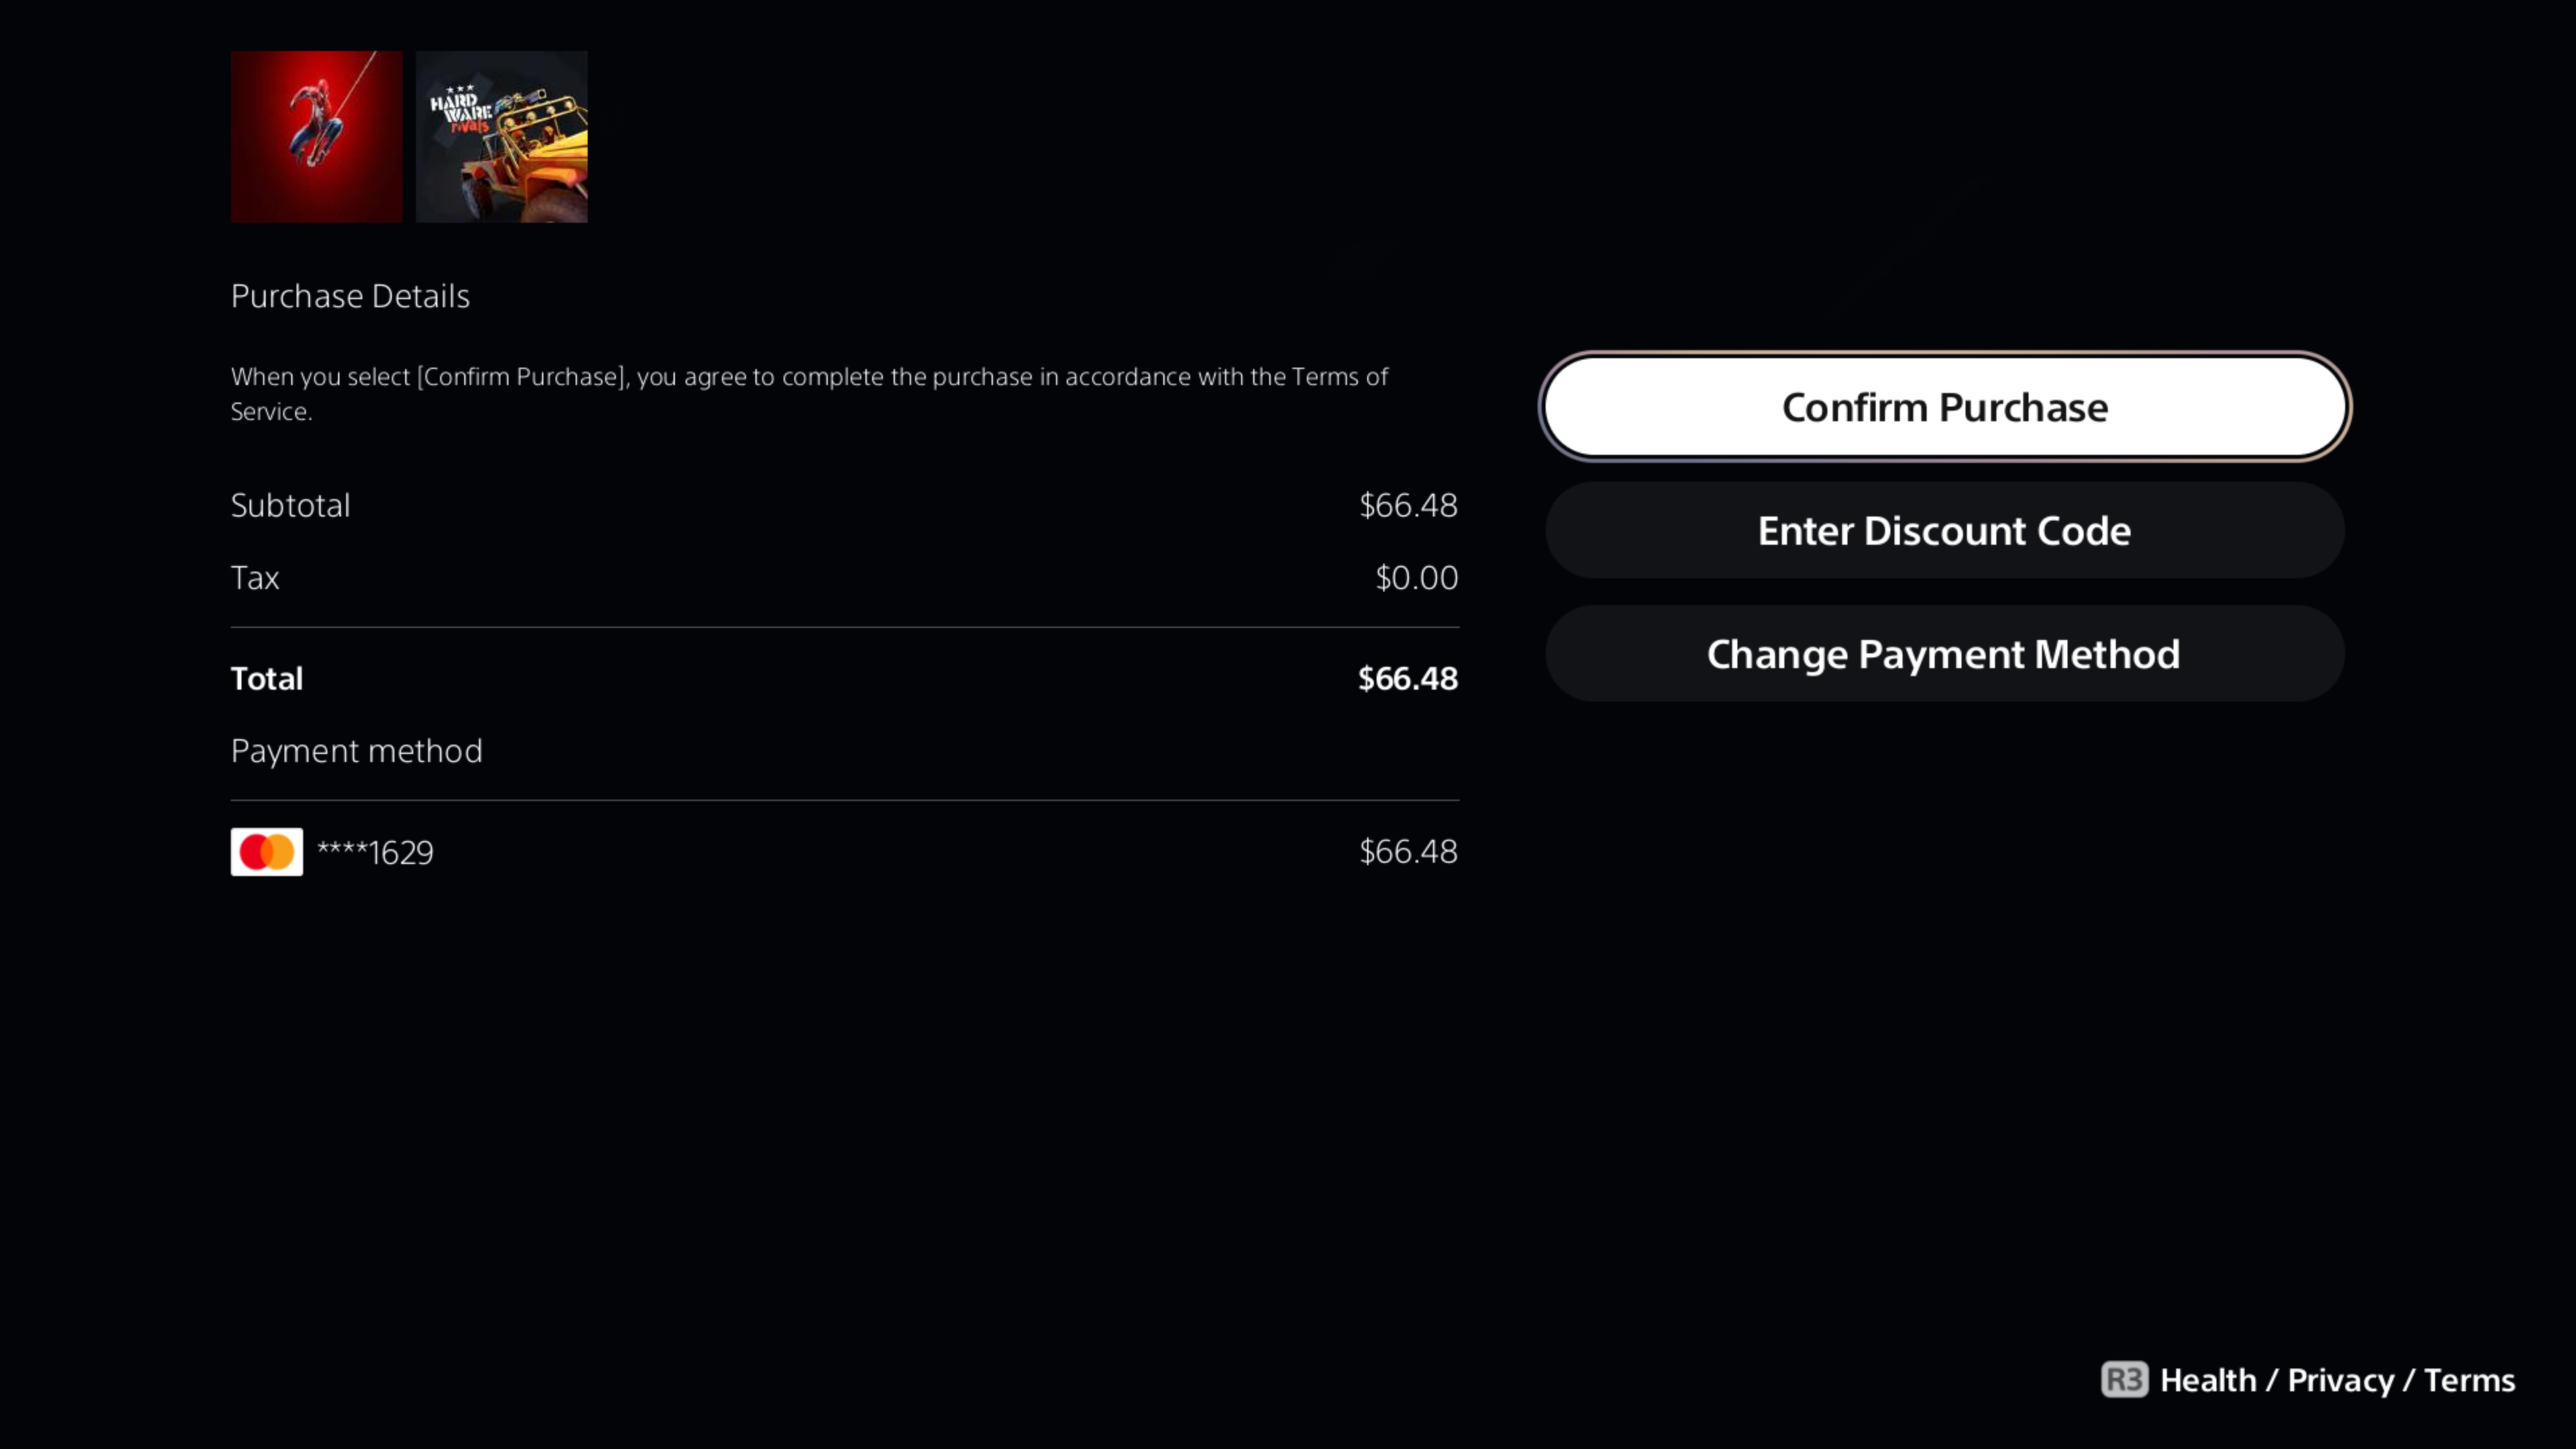 HARD
WARE
rivals
Purchase Details
When you select [Confirm Purchase], you agree to complete the purchase in accordance with the Terms of
Service.
Subtotal $66.48
Tax $0.00
Total $66.48
Payment method
****1629 $66.48
Confirm Purchase
Enter Discount Code
Change Payment Method
R3 Health / Privacy / Terms